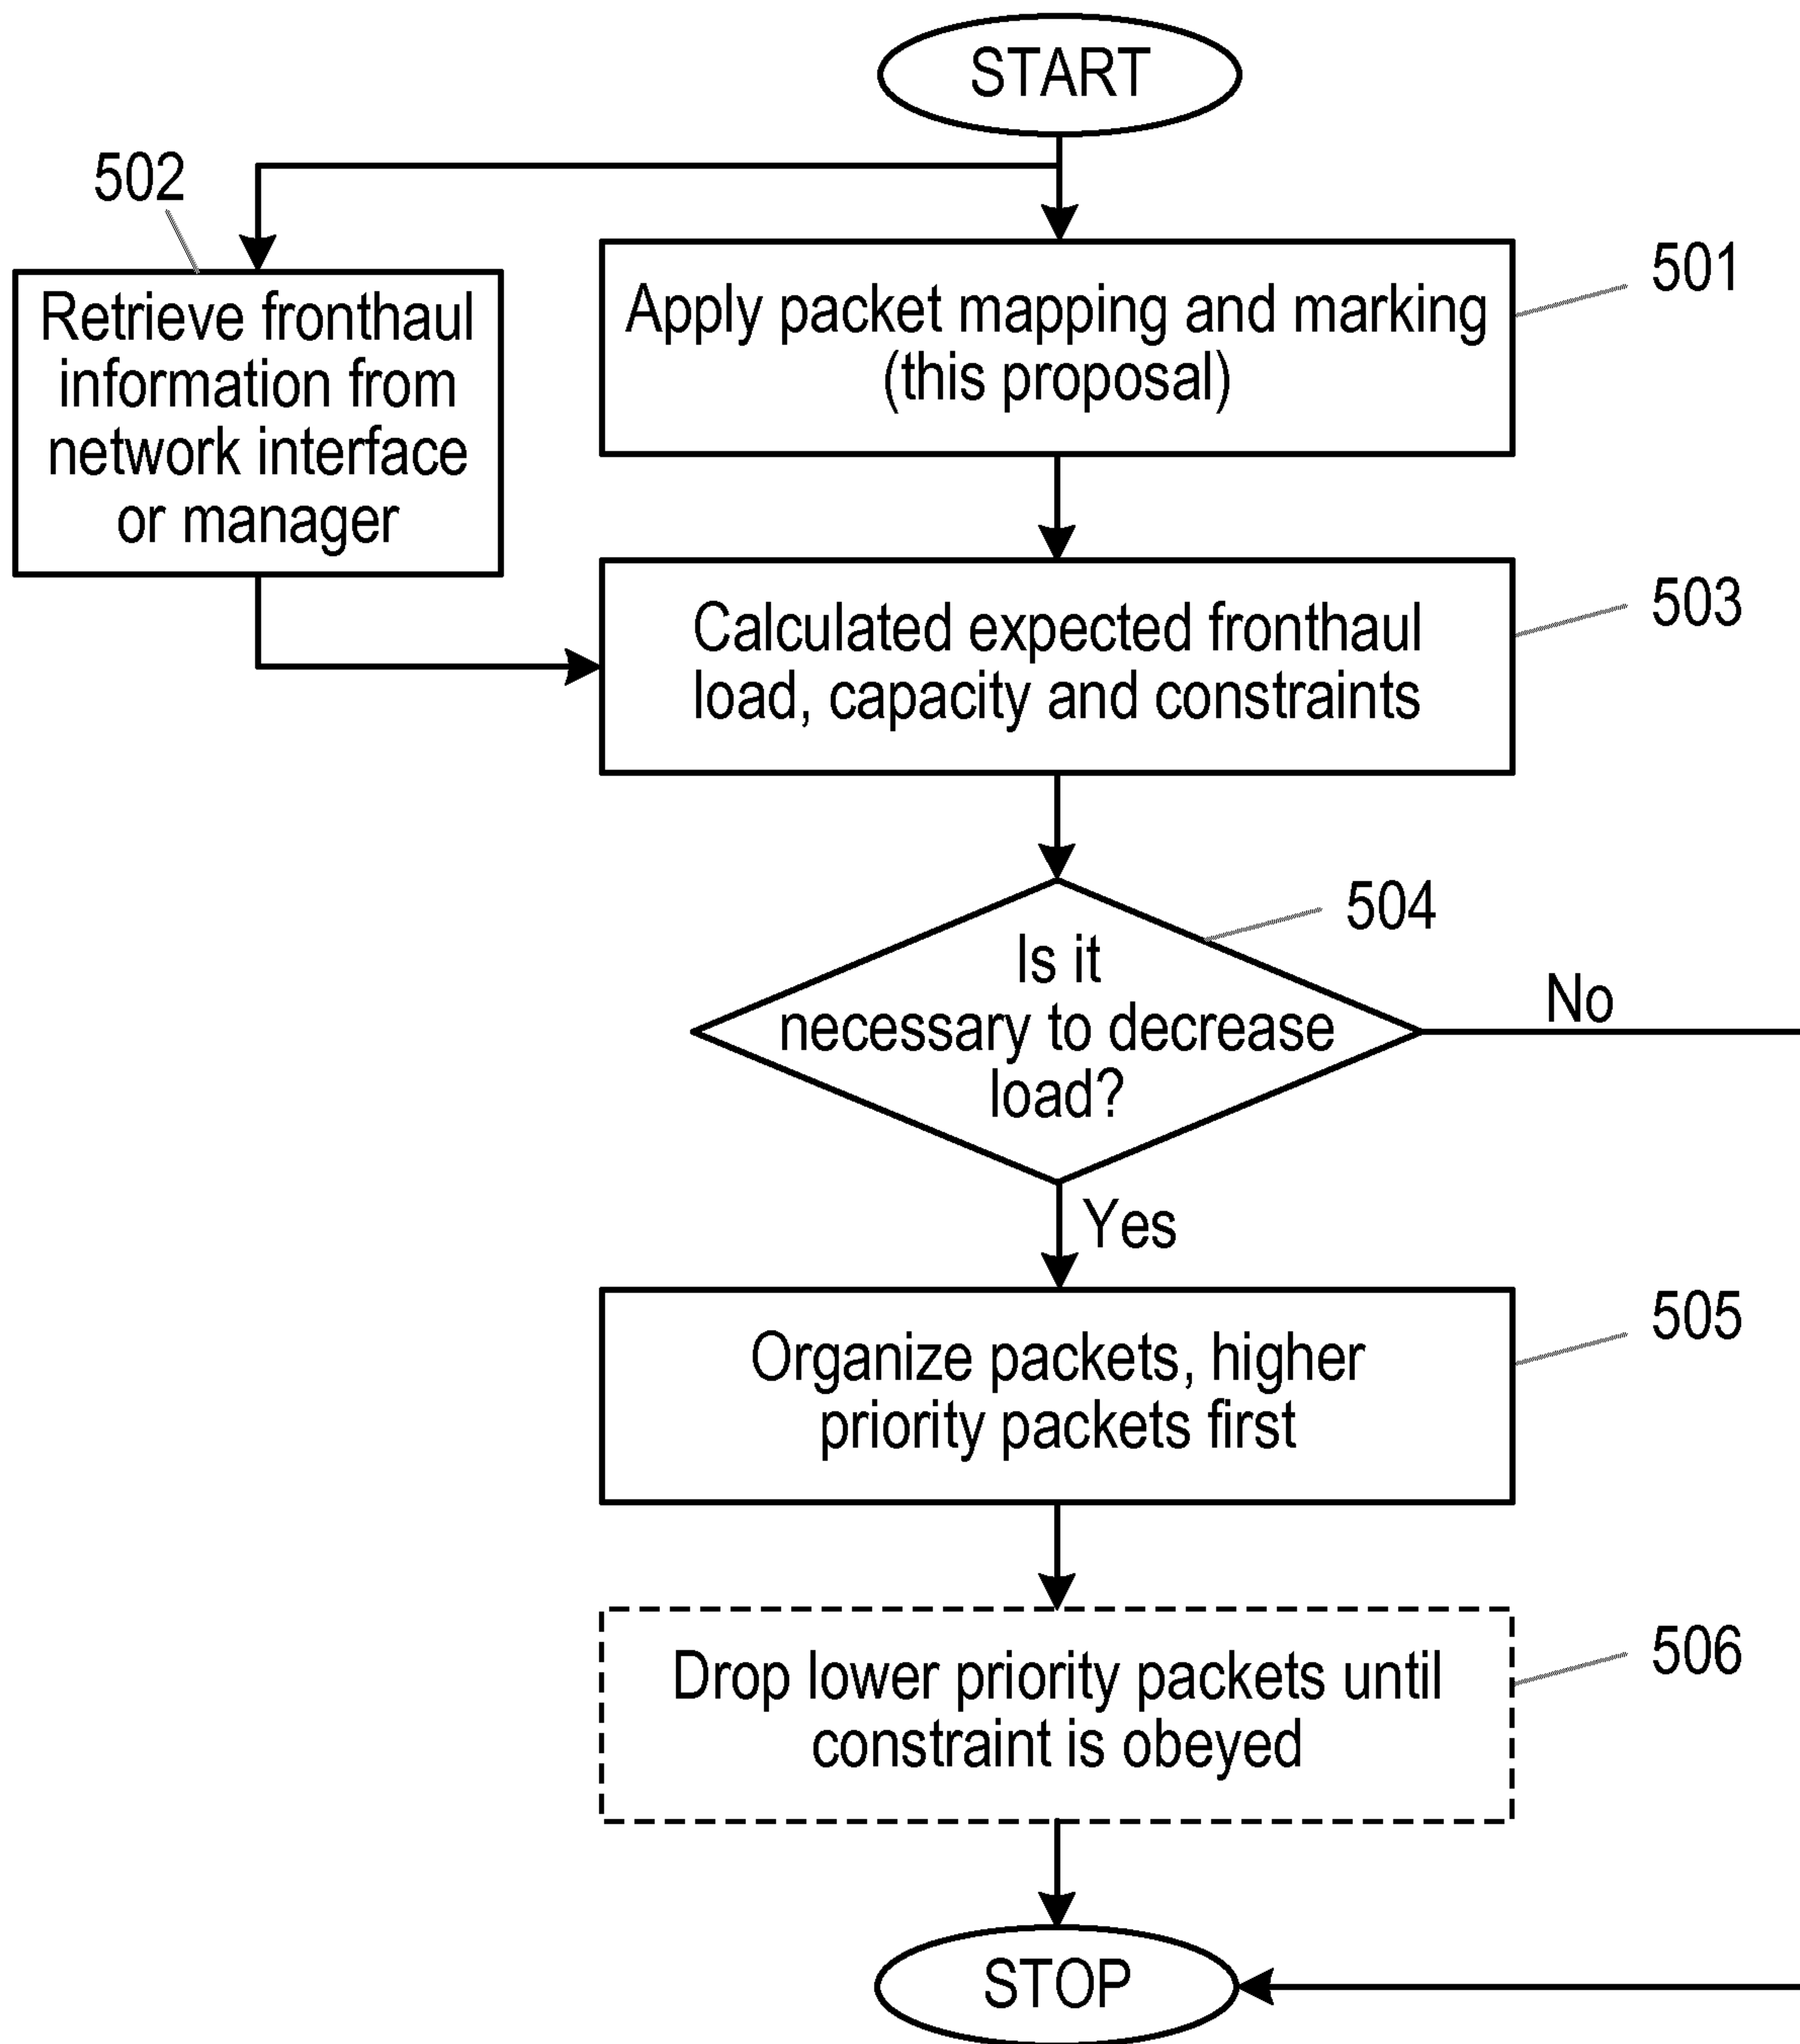 START
502
Retrieve fronthaul
information from
network interface
or manager
501
Apply packet mapping and marking
(this proposal)
503
Calculated expected fronthaul
load, capacity and constraints
504
Is it
necessary to decrease
load?
No
Yes
505
Organize packets, higher
priority packets first
506
Drop lower priority packets until
constraint is obeyed
STOP